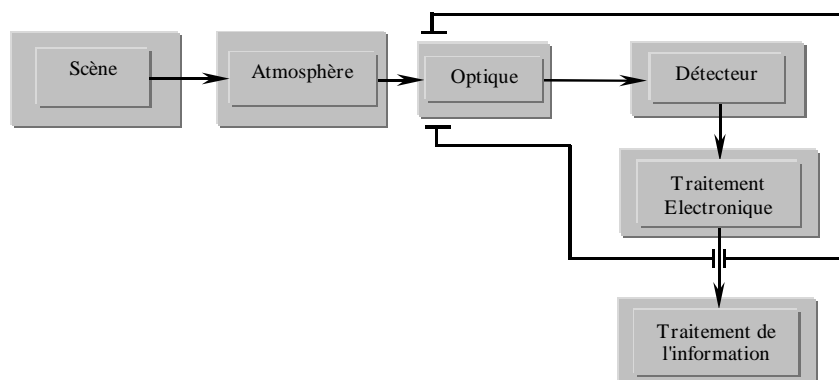 Scène
Atmosphère
Optique
Détecteur
Traitement
Electronique
Traitement de
l'information